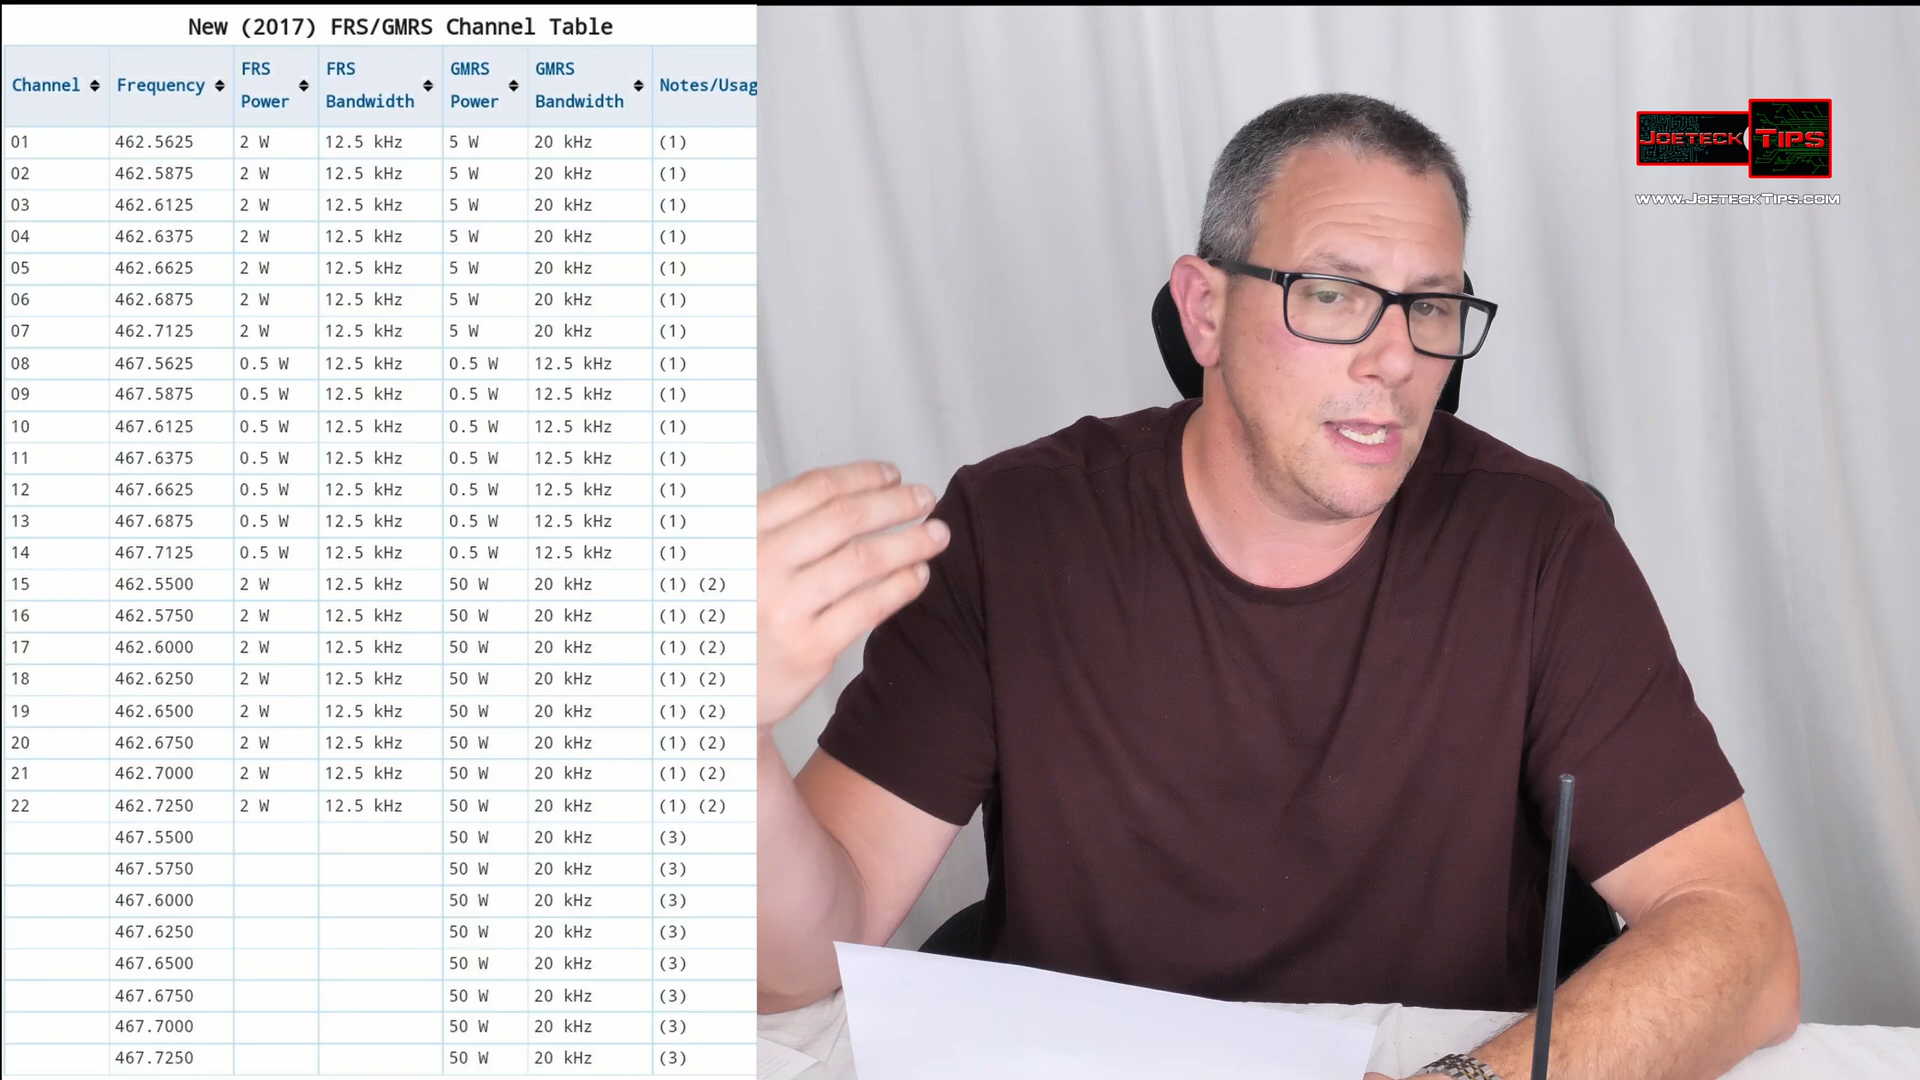 New (2017) FRS/GMRS Channel Table
Channel Frequency FRS Power FRS Bandwidth GMRS Power GMRS Bandwidth Notes/Usag
01 462.5625 2 W 12.5 kHz 5 W 20 kHz (1)
02 462.5875 2 W 12.5 kHz 5 W 20 kHz (1)
03 462.6125 2 W 12.5 kHz 5 W 20 kHz (1)
04 462.6375 2 W 12.5 kHz 5 W 20 kHz (1)
05 462.6625 2 W 12.5 kHz 5 W 20 kHz (1)
06 462.6875 2 W 12.5 kHz 5 W 20 kHz (1)
07 462.7125 2 W 12.5 kHz 5 W 20 kHz (1)
08 467.5625 0.5 W 12.5 kHz 0.5 W 12.5 kHz (1)
09 467.5875 0.5 W 12.5 kHz 0.5 W 12.5 kHz (1)
10 467.6125 0.5 W 12.5 kHz 0.5 W 12.5 kHz (1)
11 467.6375 0.5 W 12.5 kHz 0.5 W 12.5 kHz (1)
12 467.6625 0.5 W 12.5 kHz 0.5 W 12.5 kHz (1)
13 467.6875 0.5 W 12.5 kHz 0.5 W 12.5 kHz (1)
14 467.7125 0.5 W 12.5 kHz 0.5 W 12.5 kHz (1)
15 462.5500 2 W 12.5 kHz 50 W 20 kHz (1) (2)
16 462.5750 2 W 12.5 kHz 50 W 20 kHz (1) (2)
17 462.6000 2 W 12.5 kHz 50 W 20 kHz (1) (2)
18 462.6250 2 W 12.5 kHz 50 W 20 kHz (1) (2)
19 462.6500 2 W 12.5 kHz 50 W 20 kHz (1) (2)
20 462.6750 2 W 12.5 kHz 50 W 20 kHz (1) (2)
21 462.7000 2 W 12.5 kHz 50 W 20 kHz (1) (2)
22 462.7250 2 W 12.5 kHz 50 W 20 kHz (1) (2)
467.5500 50 W 20 kHz (3)
467.5750 50 W 20 kHz (3)
467.6000 50 W 20 kHz (3)
467.6250 50 W 20 kHz (3)
467.6500 50 W 20 kHz (3)
467.6750 50 W 20 kHz (3)
467.7000 50 W 20 kHz (3)
467.7250 50 W 20 kHz (3)
JOETECK TIPS
WWW.JOETECKTIPS.COM